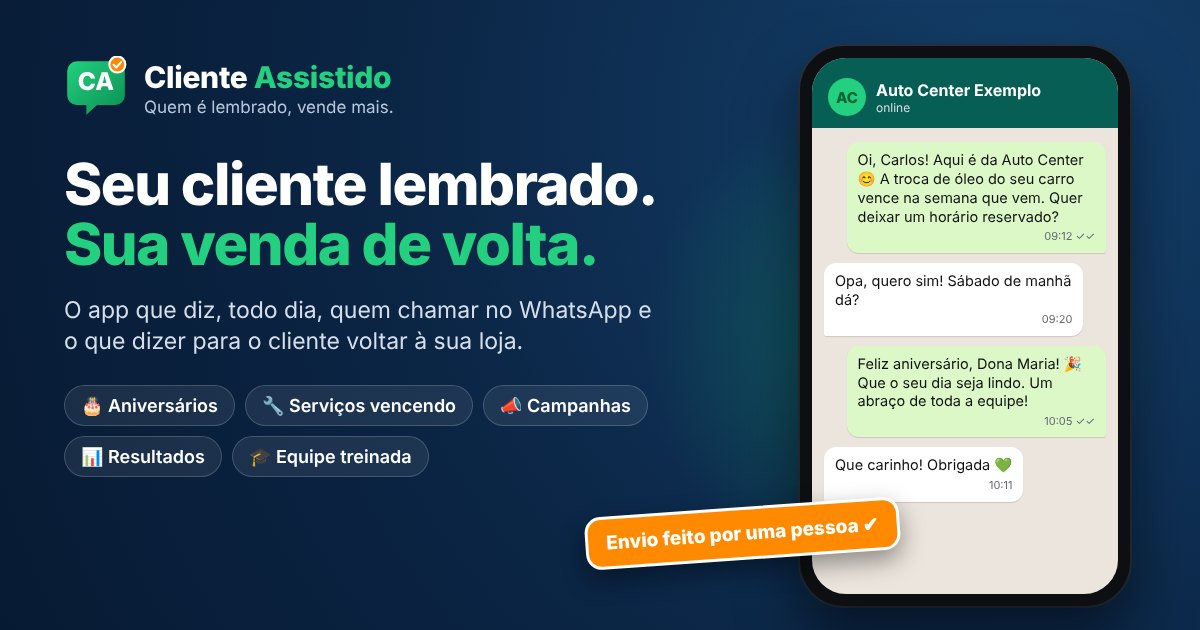 CA
Cliente Assistido
Quem é lembrado, vende mais.
Seu cliente lembrado.
Sua venda de volta.
O app que diz, todo dia, quem chamar no WhatsApp e
o que dizer para o cliente voltar à sua loja.
🎂 Aniversários
🔧 Serviços vencendo
📣 Campanhas
📊 Resultados
🎓 Equipe treinada
AC
Auto Center Exemplo
online
Oi, Carlos! Aqui é da Auto Center
😊 A troca de óleo do seu carro
vence na semana que vem. Quer
deixar um horário reservado?
09:12 ✓✓
Opa, quero sim! Sábado de manhã
dá?
09:20
Feliz aniversário, Dona Maria! 🎉
Que o seu dia seja lindo. Um
abraço de toda a equipe!
10:05 ✓✓
Que carinho! Obrigada 💚
10:11
Envio feito por uma pessoa ✔